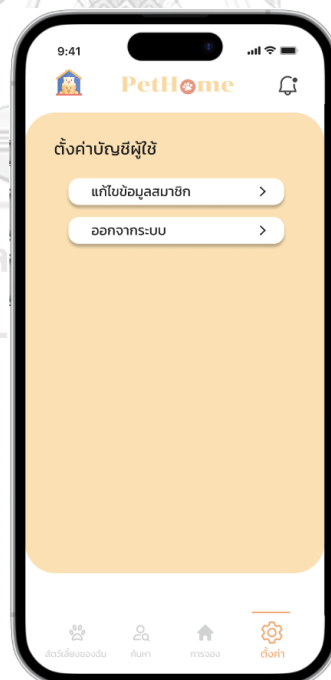 9:41
PetHome
ตั้งค่าบัญชีผู้ใช้
แก้ไขข้อมูลสมาชิก
ออกจากระบบ
สัตว์เลี้ยงของฉัน ค้นหา การจอง ตั้งค่า